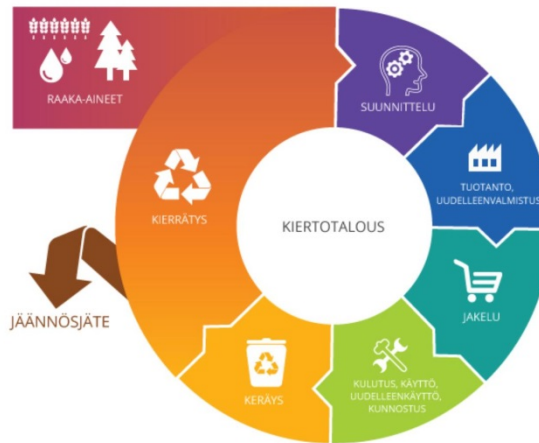 RAAKA-AINEET
SUUNNITTELU
TUOTANTO,
UUDELLEENVALMISTUS
JAKELU
KULUTUS, KÄYTTÖ,
UUDELLEENKÄYTTÖ,
KUNNOSTUS
KERÄYS
KIERRÄTYS
JÄÄNNÖSJÄTE
KIERTOTALOUS